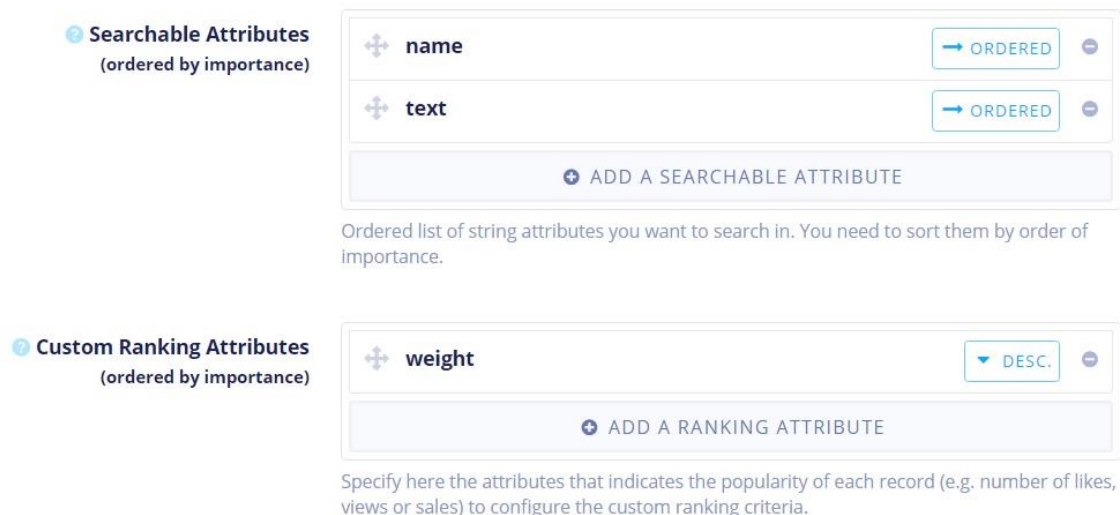 Searchable Attributes
(ordered by importance)
name
ORDERED
text
ORDERED
ADD A SEARCHABLE ATTRIBUTE
Ordered list of string attributes you want to search in. You need to sort them by order of
importance.
Custom Ranking Attributes
(ordered by importance)
weight
DESC.
ADD A RANKING ATTRIBUTE
Specify here the attributes that indicates the popularity of each record (e.g. number of likes,
views or sales) to configure the custom ranking criteria.